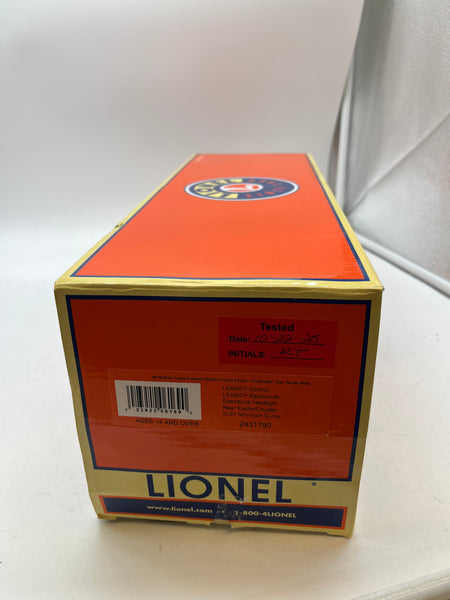 LIONEL
Tested
Date: 10-22-25
INITIALS: RT
LEGACY Control
LEGACY Railsounds
Directional headlight
Rear ElectroCoupler
O-31 Minimum Curve
AGES 14 AND OVER
2431790
LIONEL
www.lionel.com
1-800-4LIONEL